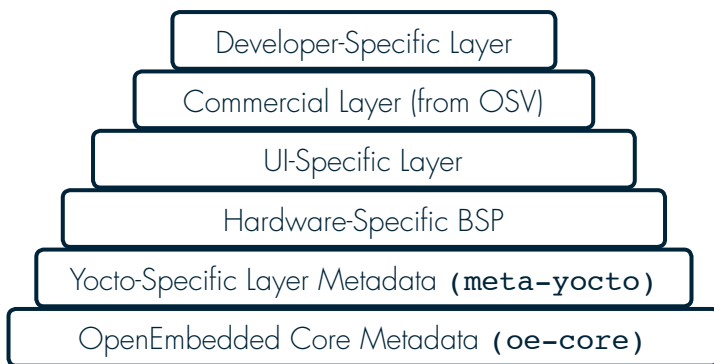 Developer-Specific Layer
Commercial Layer (from OSV)
UI-Specific Layer
Hardware-Specific BSP
Yocto-Specific Layer Metadata (meta-yocto)
OpenEmbedded Core Metadata (oe-core)